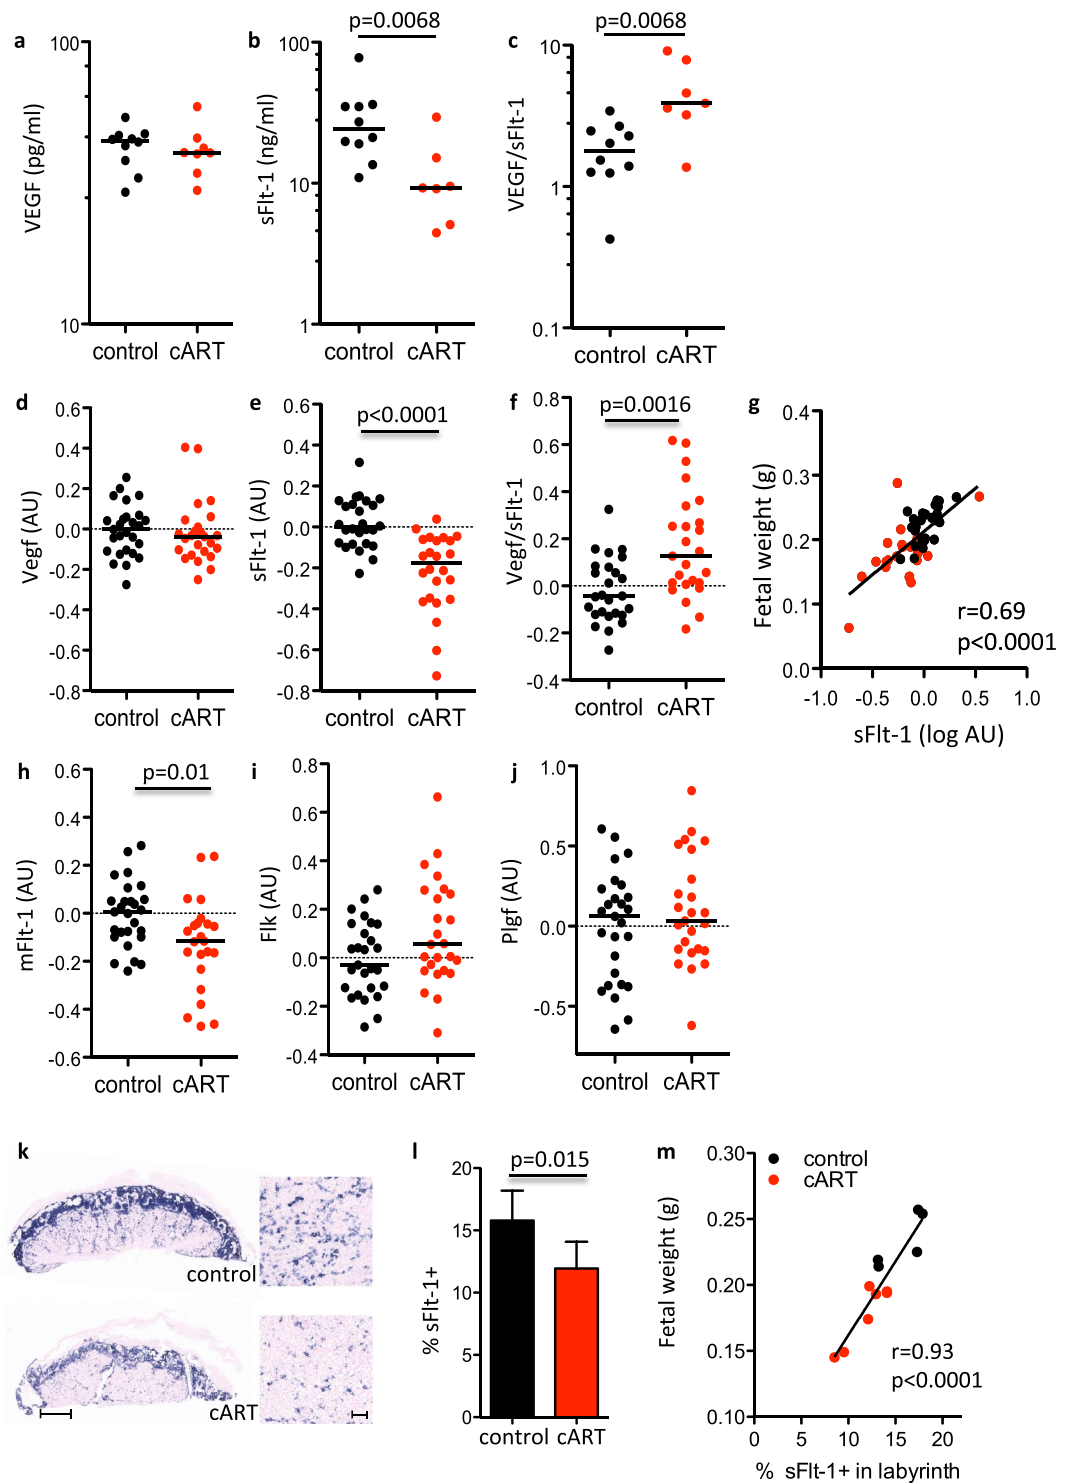 a
100
VEGF (pg/ml)
10
control cART
b
p=0.0068
100
sFlt-1 (ng/ml)
10
1
control cART
c
p=0.0068
10
VEGF/sFlt-1
1
0.1
control cART
d
0.6
0.4
0.2
0.0
-0.2
-0.4
-0.6
-0.8
Vegf (AU)
control cART
e
p<0.0001
0.6
0.4
0.2
0.0
-0.2
-0.4
-0.6
-0.8
sFlt-1 (AU)
control cART
f
p=0.0016
0.8
0.6
0.4
0.2
0.0
-0.2
-0.4
Vegf/sFlt-1
control cART
g
0.4
0.3
0.2
0.1
0.0
Fetal weight (g)
r=0.69
p<0.0001
-1.0 -0.5 0.0 0.5 1.0
sFlt-1 (log AU)
h
p=0.01
0.6
0.4
0.2
0.0
-0.2
-0.4
-0.6
mFlt-1 (AU)
control cART
i
0.8
0.6
0.4
0.2
0.0
-0.2
-0.4
Flk (AU)
control cART
j
1.0
0.5
0.0
-0.5
Plgf (AU)
control cART
k
control
cART
l
p=0.015
20
15
10
5
0
% sFlt-1+
control cART
m
control
cART
0.30
0.25
0.20
0.15
0.10
Fetal weight (g)
r=0.93
p<0.0001
0 5 10 15 20
% sFlt-1+ in labyrinth